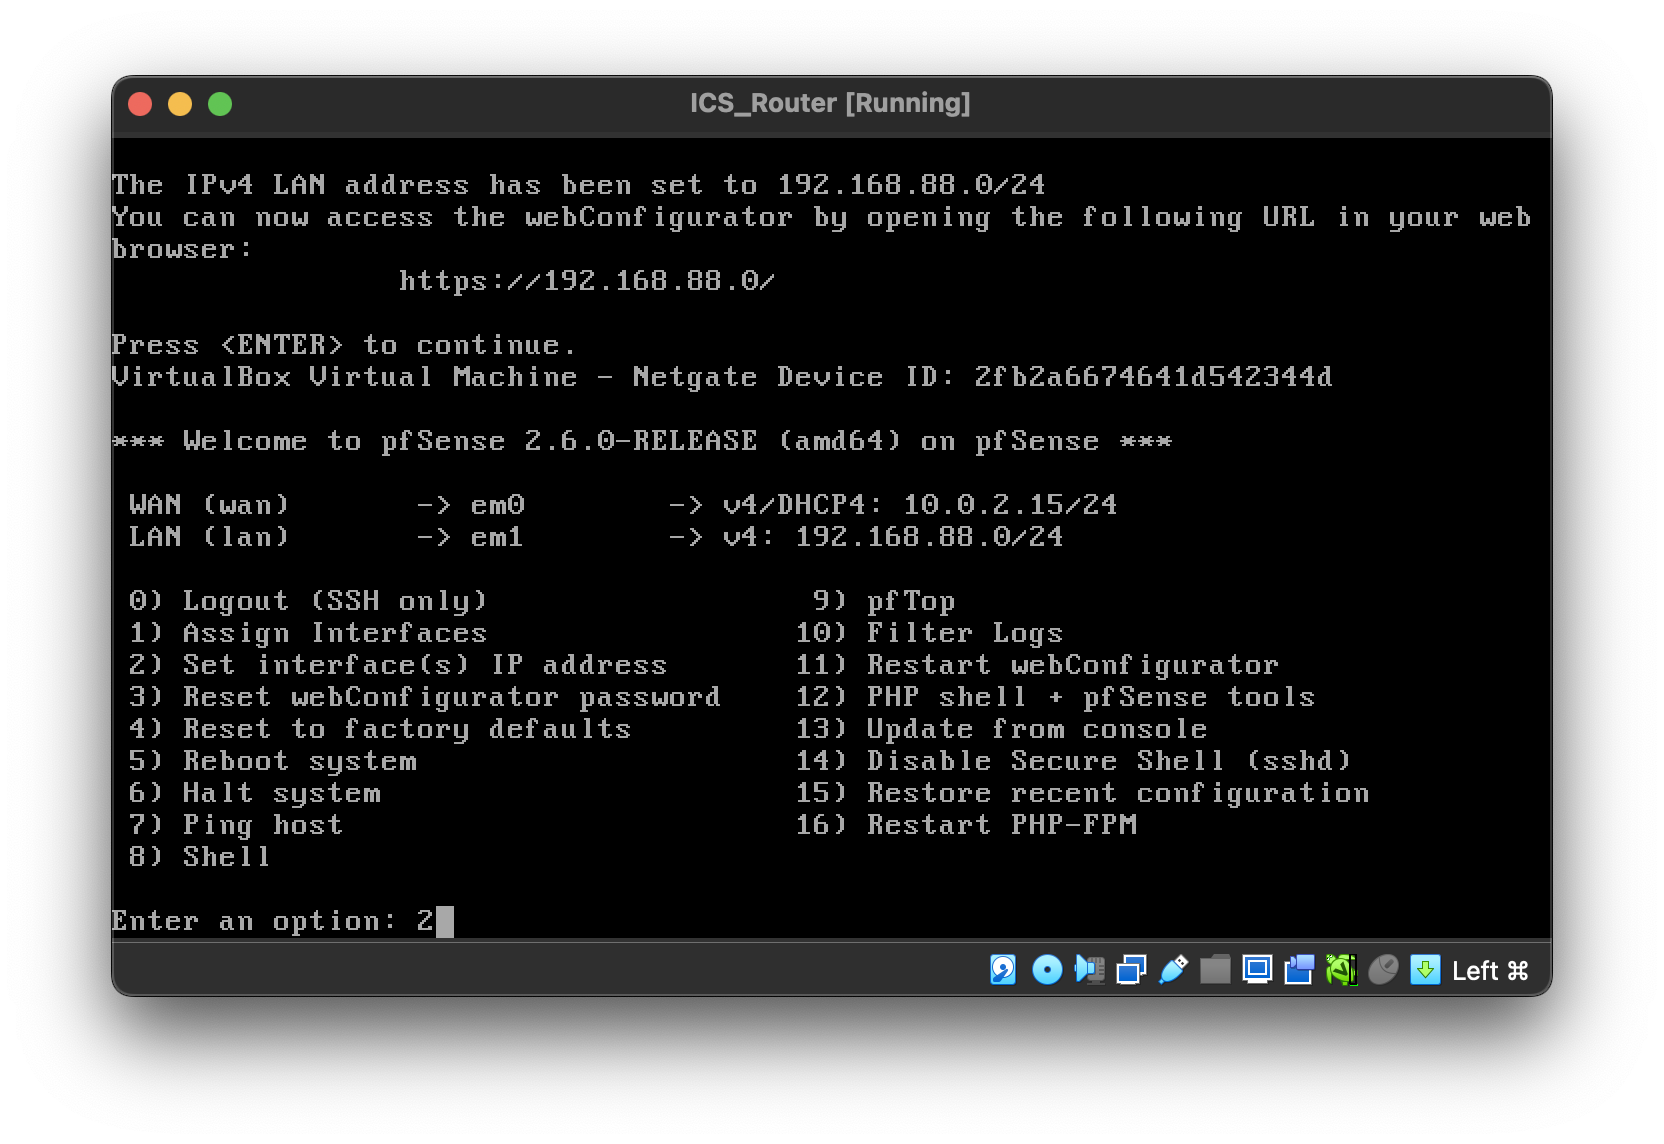 ICS_Router [Running]
The IPv4 LAN address has been set to 192.168.88.0/24
You can now access the webConfigurator by opening the following URL in your web
browser:
https://192.168.88.0/
Press <ENTER> to continue.
VirtualBox Virtual Machine - Netgate Device ID: 2fb2a6674641d542344d
*** Welcome to pfSense 2.6.0-RELEASE (amd64) on pfSense ***
WAN (wan) -> em0 -> v4/DHCP4: 10.0.2.15/24
LAN (lan) -> em1 -> v4: 192.168.88.0/24
0) Logout (SSH only) 9) pfTop
1) Assign Interfaces 10) Filter Logs
2) Set interface(s) IP address 11) Restart webConfigurator
3) Reset webConfigurator password 12) PHP shell + pfSense tools
4) Reset to factory defaults 13) Update from console
5) Reboot system 14) Disable Secure Shell (sshd)
6) Halt system 15) Restore recent configuration
7) Ping host 16) Restart PHP-FPM
8) Shell
Enter an option: 2
Left ⌘